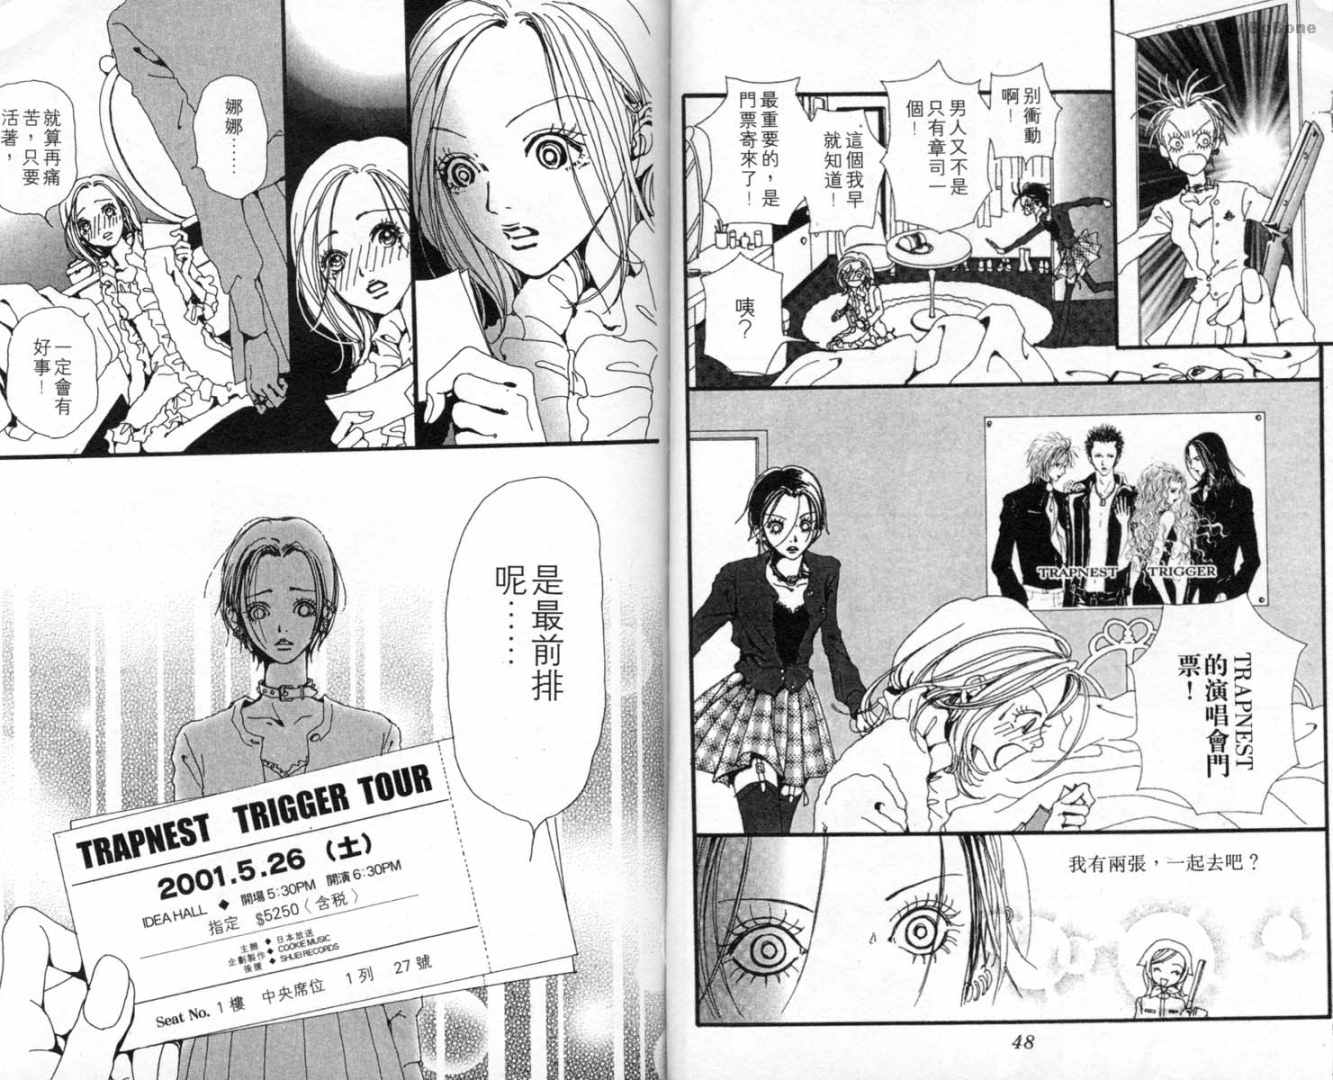 别衝動
啊！
男人又不是
只有章司一
個！
這個我早
就知道！
最重要的，是
門票寄來了！
咦？
TRAPNEST TRIGGER
TRAPNEST
的演唱會門
票！
我有兩張，一起去吧？
48
娜娜……
就算再痛
苦，只要
活著，
一定會有
好事！
是最前排
呢……
TRAPNEST TRIGGER TOUR
2001.5.26（土）
IDEA HALL ◆ 開場5:30PM 開演6:30PM
指定 $5250〈含税〉
主辦 ◆ 日本放送
企劃製作 ◆ COOKIE MUSIC
後援 ◆ SHUEI RECORDS
Seat No. 1樓 中央席位 1列 27號